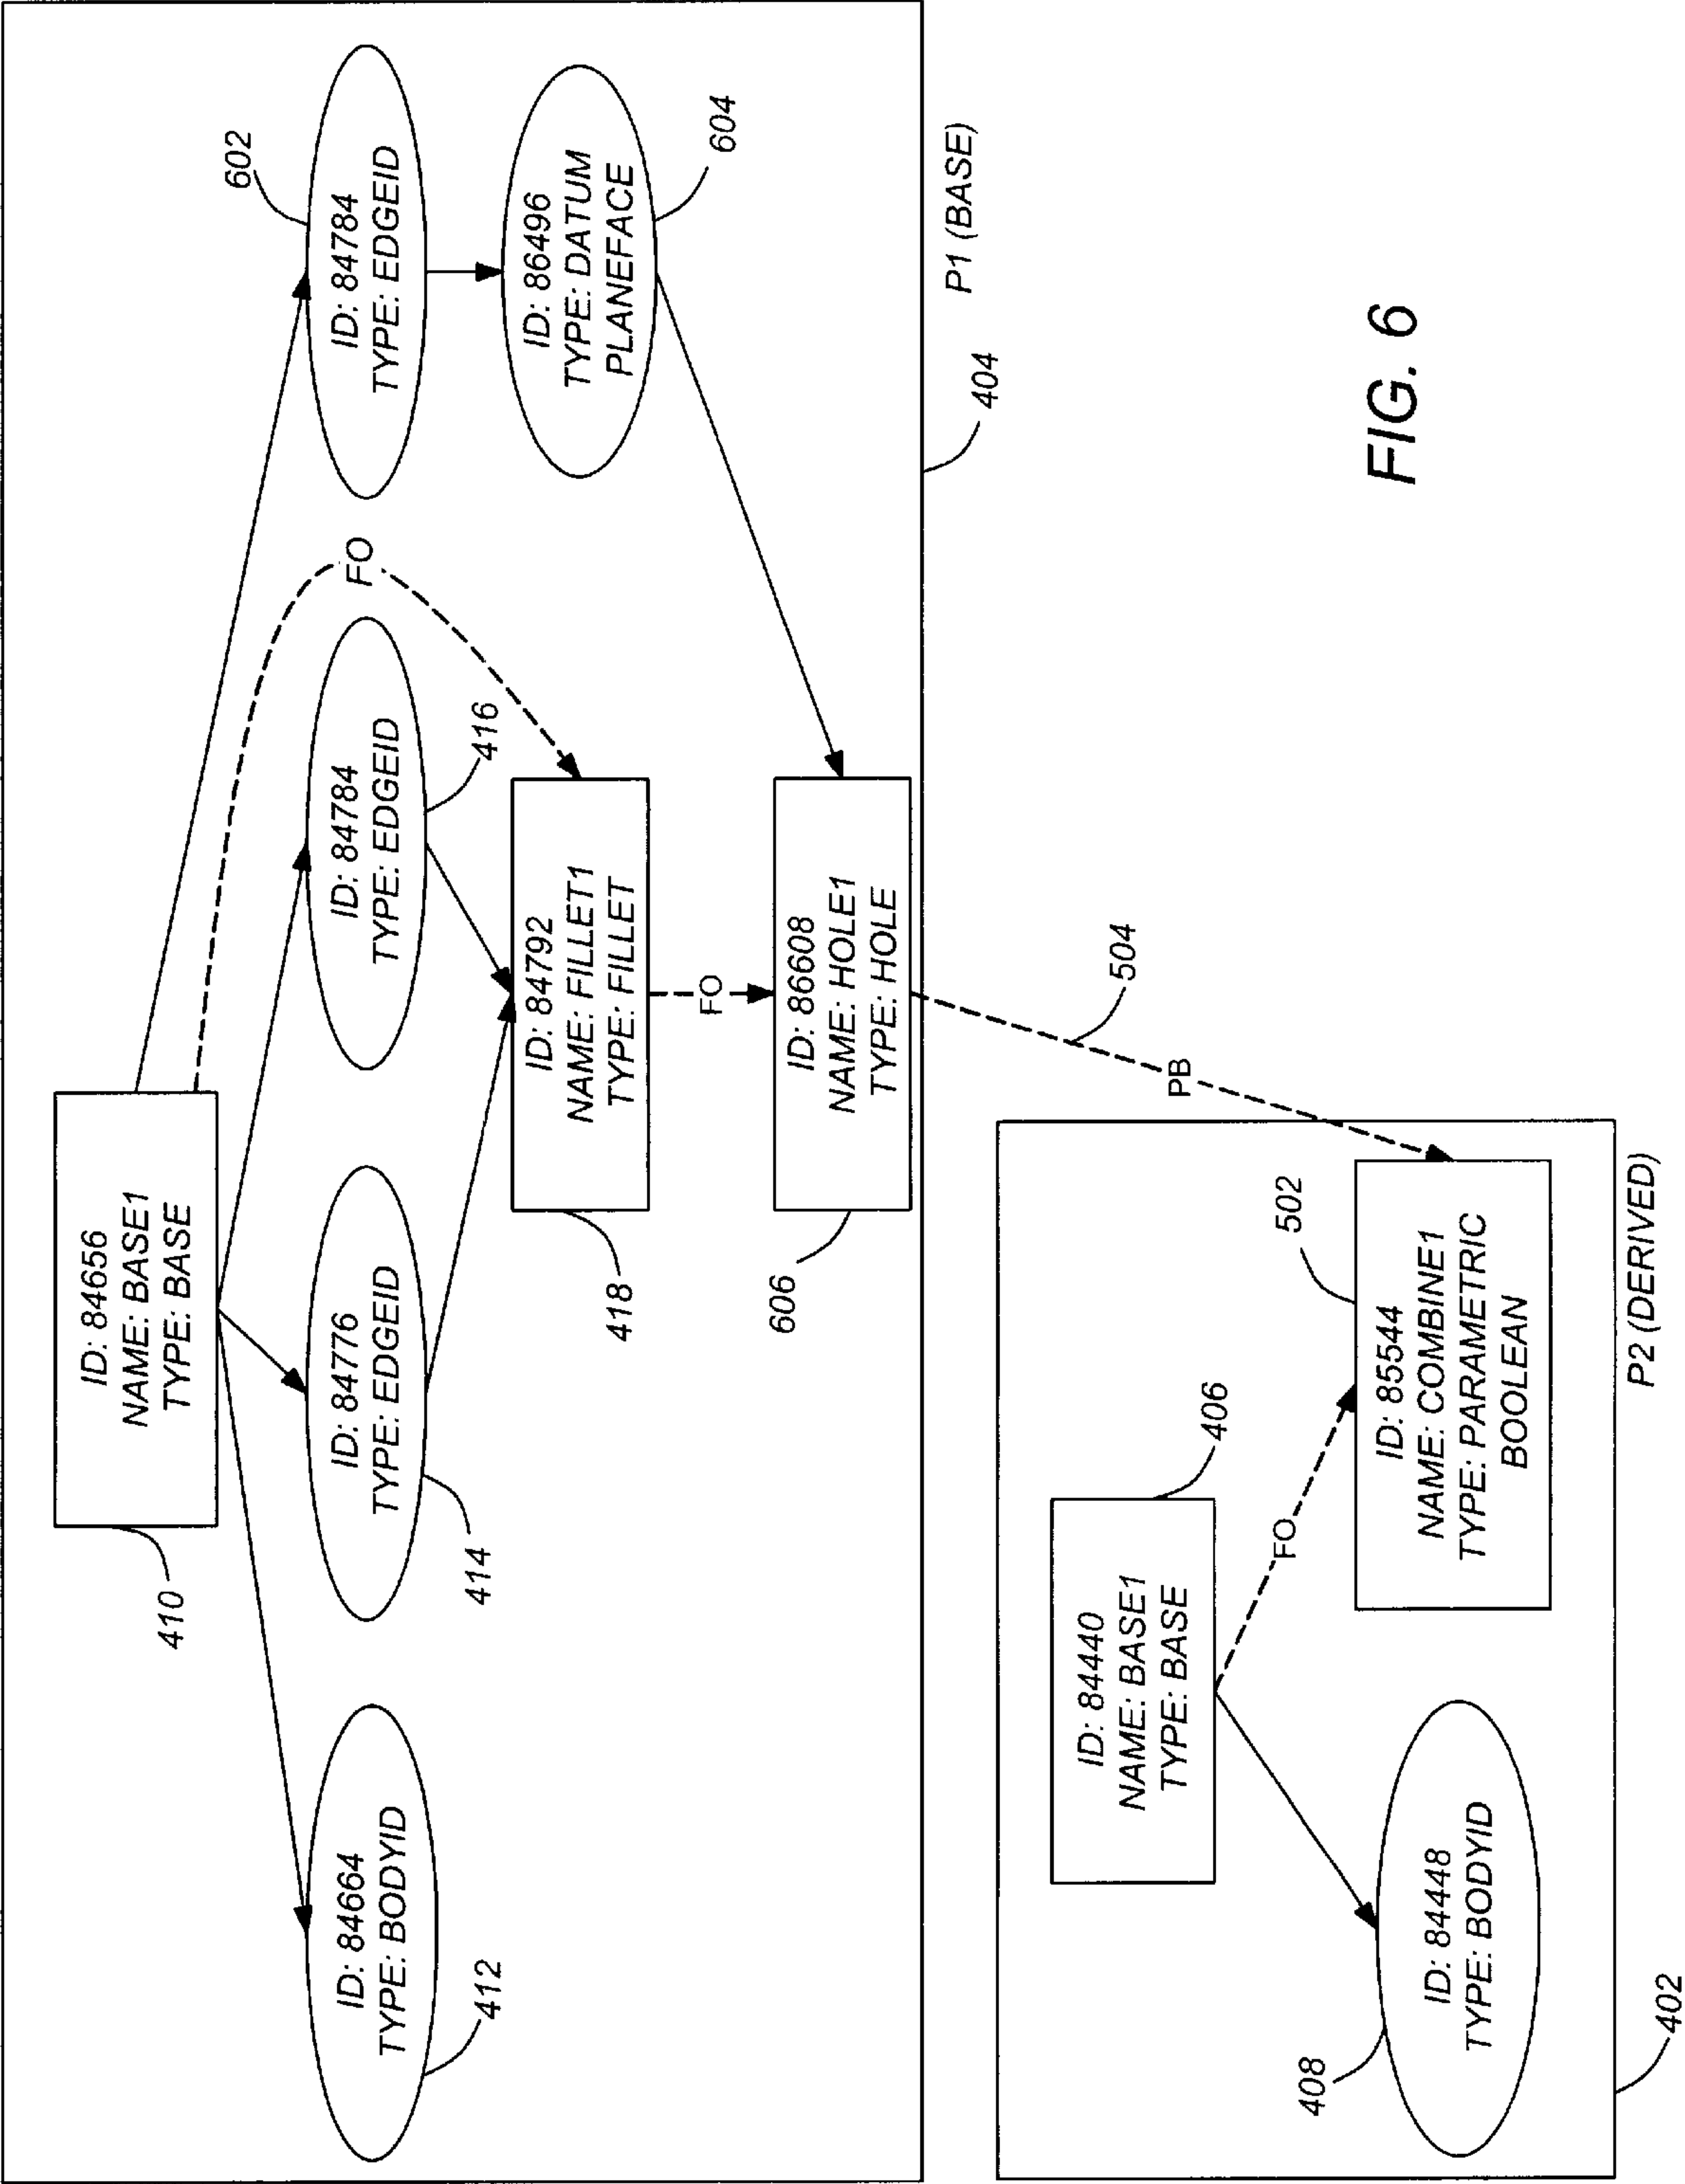 ID: 84656
NAME: BASE1
TYPE: BASE
410
602
ID: 84664
TYPE: BODYID
412
ID: 84776
TYPE: EDGEID
414
ID: 84784
TYPE: EDGEID
416
FO
ID: 84784
TYPE: EDGEID
ID: 86496
TYPE: DATUM
PLANEFACE
604
ID: 84792
NAME: FILLET1
TYPE: FILLET
418
FO
ID: 86608
NAME: HOLE1
TYPE: HOLE
606
P1 (BASE)
404
504
PB
ID: 84440
NAME: BASE1
TYPE: BASE
406
FO
502
ID: 85544
NAME: COMBINE1
TYPE: PARAMETRIC
BOOLEAN
408
ID: 84448
TYPE: BODYID
P2 (DERIVED)
402
FIG. 6